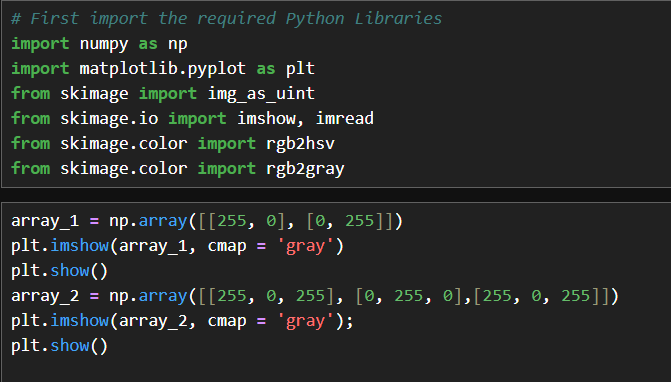 # First import the required Python Libraries
import numpy as np
import matplotlib.pyplot as plt
from skimage import img_as_uint
from skimage.io import imshow, imread
from skimage.color import rgb2hsv
from skimage.color import rgb2gray
array_1 = np.array([[255, 0], [0, 255]])
plt.imshow(array_1, cmap = 'gray')
plt.show()
array_2 = np.array([[255, 0, 255], [0, 255, 0],[255, 0, 255]])
plt.imshow(array_2, cmap = 'gray');
plt.show()